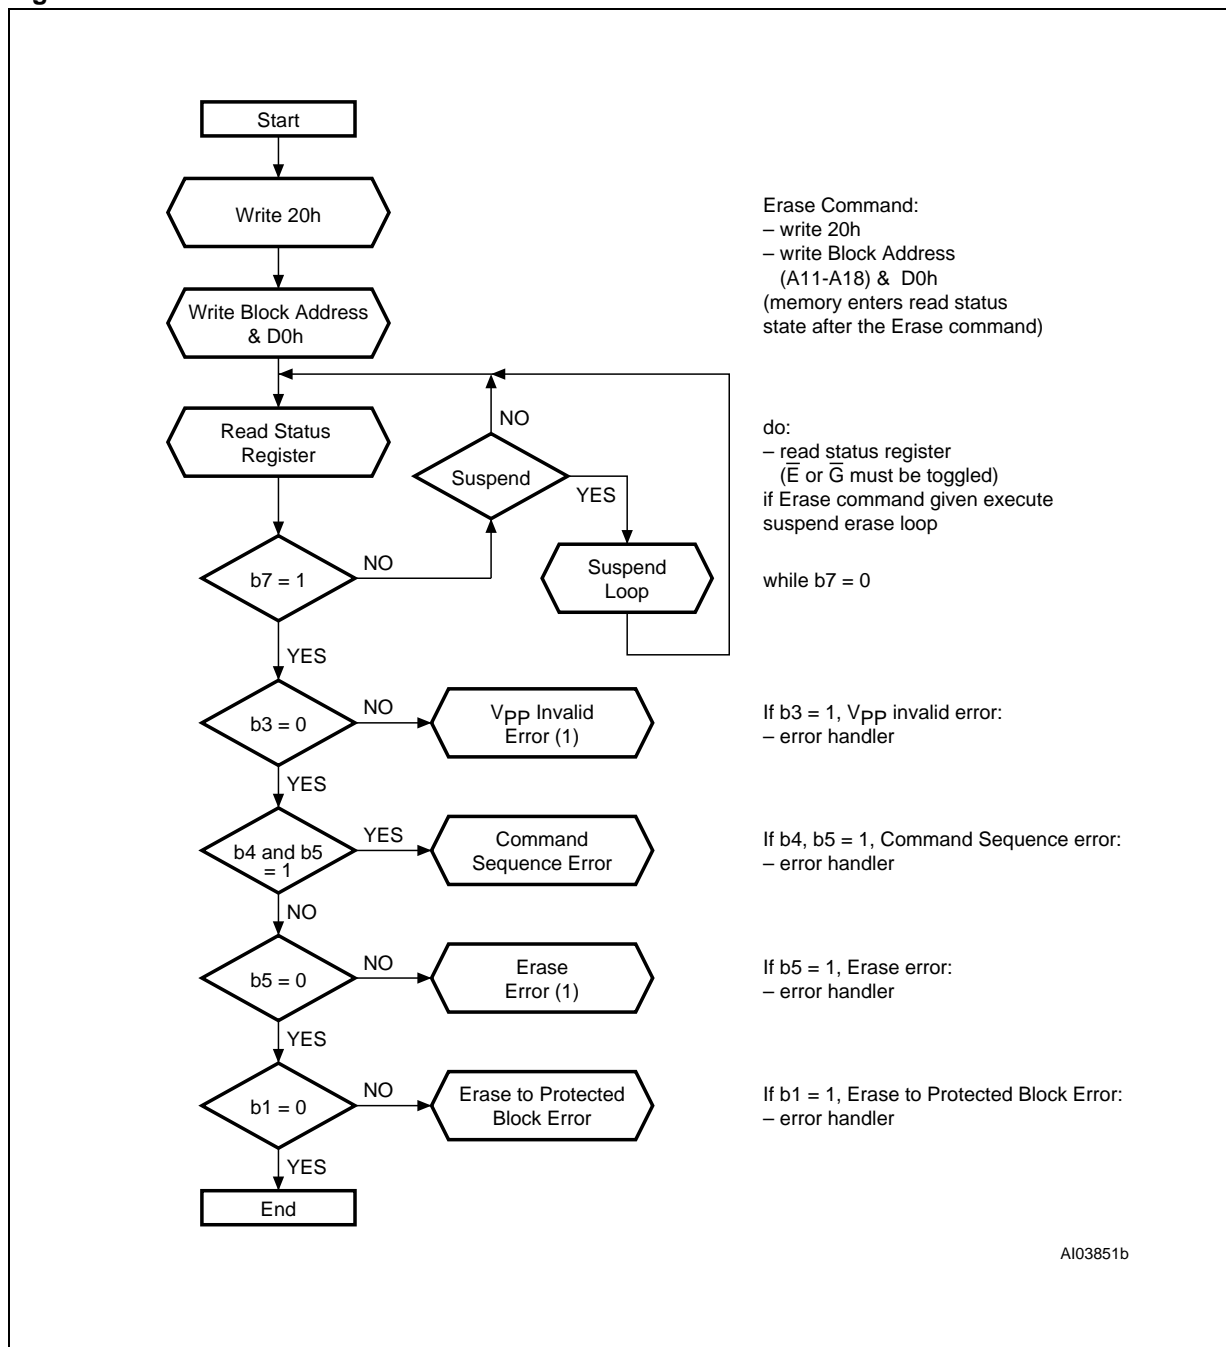 Start
Write 20h
Erase Command:
– write 20h
– write Block Address
(A11-A18) & D0h
(memory enters read status
state after the Erase command)
Write Block Address
& D0h
NO
Read Status
Register
Suspend
YES
do:
– read status register
(E̅ or G̅ must be toggled)
if Erase command given execute
suspend erase loop
NO
b7 = 1
Suspend
Loop
while b7 = 0
YES
NO
b3 = 0
VPP Invalid
Error (1)
If b3 = 1, VPP invalid error:
– error handler
YES
YES
b4 and b5
= 1
Command
Sequence Error
If b4, b5 = 1, Command Sequence error:
– error handler
NO
NO
b5 = 0
Erase
Error (1)
If b5 = 1, Erase error:
– error handler
YES
NO
b1 = 0
Erase to Protected
Block Error
If b1 = 1, Erase to Protected Block Error:
– error handler
YES
End
AI03851b